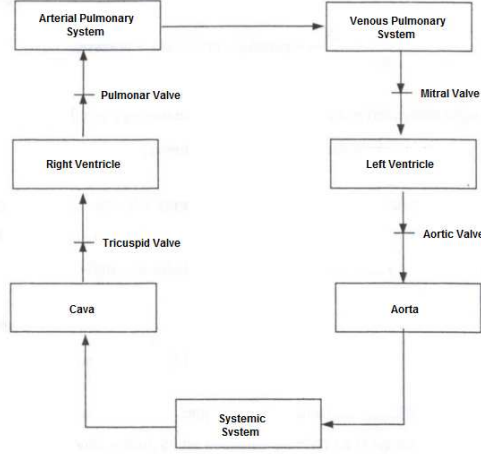 Arterial Pulmonary
System
Venous Pulmonary
Svstem
Pulmonar Valve
Mitral Valve
Right Ventricle
Left Ventricle
Tricuspid Valve
Aortic Valve
Cava
Aorta
Systemic
System